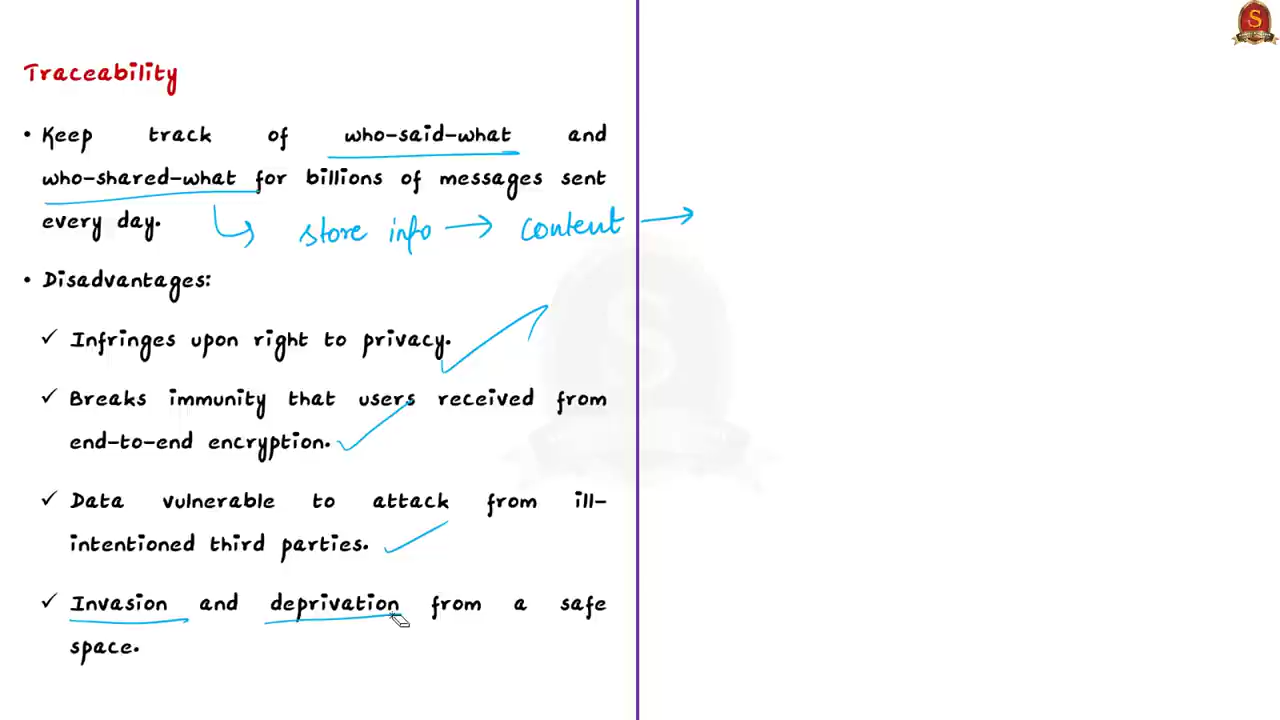 Traceability
• Keep track of who-said-what and
who-shared-what for billions of messages sent
every day.
store info → content →
• Disadvantages:
✓ Infringes upon right to privacy.
✓ Breaks immunity that users received from
end-to-end encryption.
✓ Data vulnerable to attack from ill-
intentioned third parties.
✓ Invasion and deprivation from a safe
space.
S